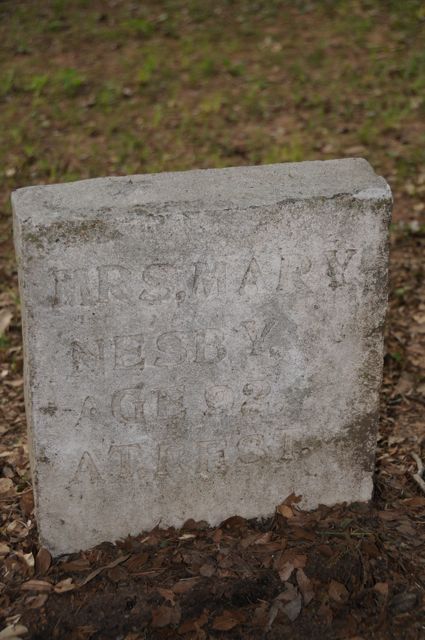 MRS. MARY
NESBY.
AGE 92
AT REST.